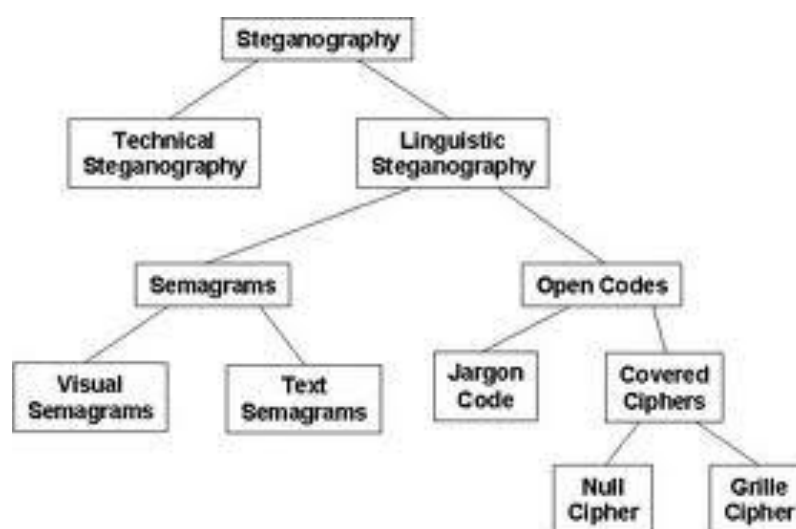 Steganography
Technical
Steganography
Linguistic
Steganography
Semagrams
Open Codes
Visual
Semagrams
Text
Semagrams
Jargon
Code
Covered
Ciphers
Null
Cipher
Grille
Cipher